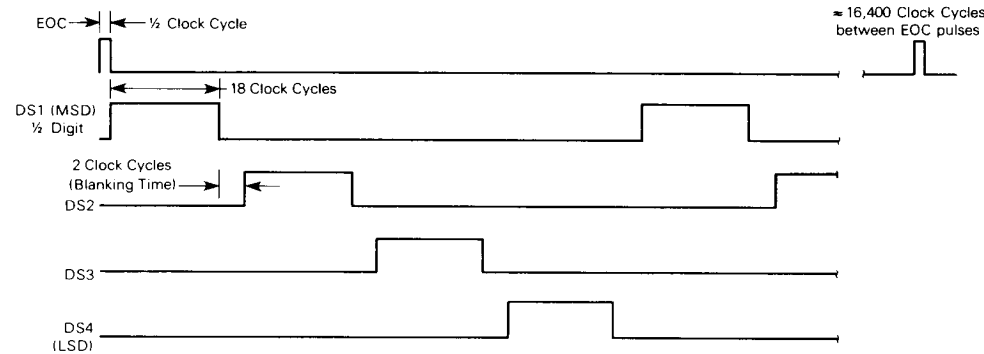 EOC
½ Clock Cycle
≈ 16,400 Clock Cycles
between EOC pulses
18 Clock Cycles
DS1 (MSD)
½ Digit
2 Clock Cycles
(Blanking Time)
DS2
DS3
DS4
(LSD)